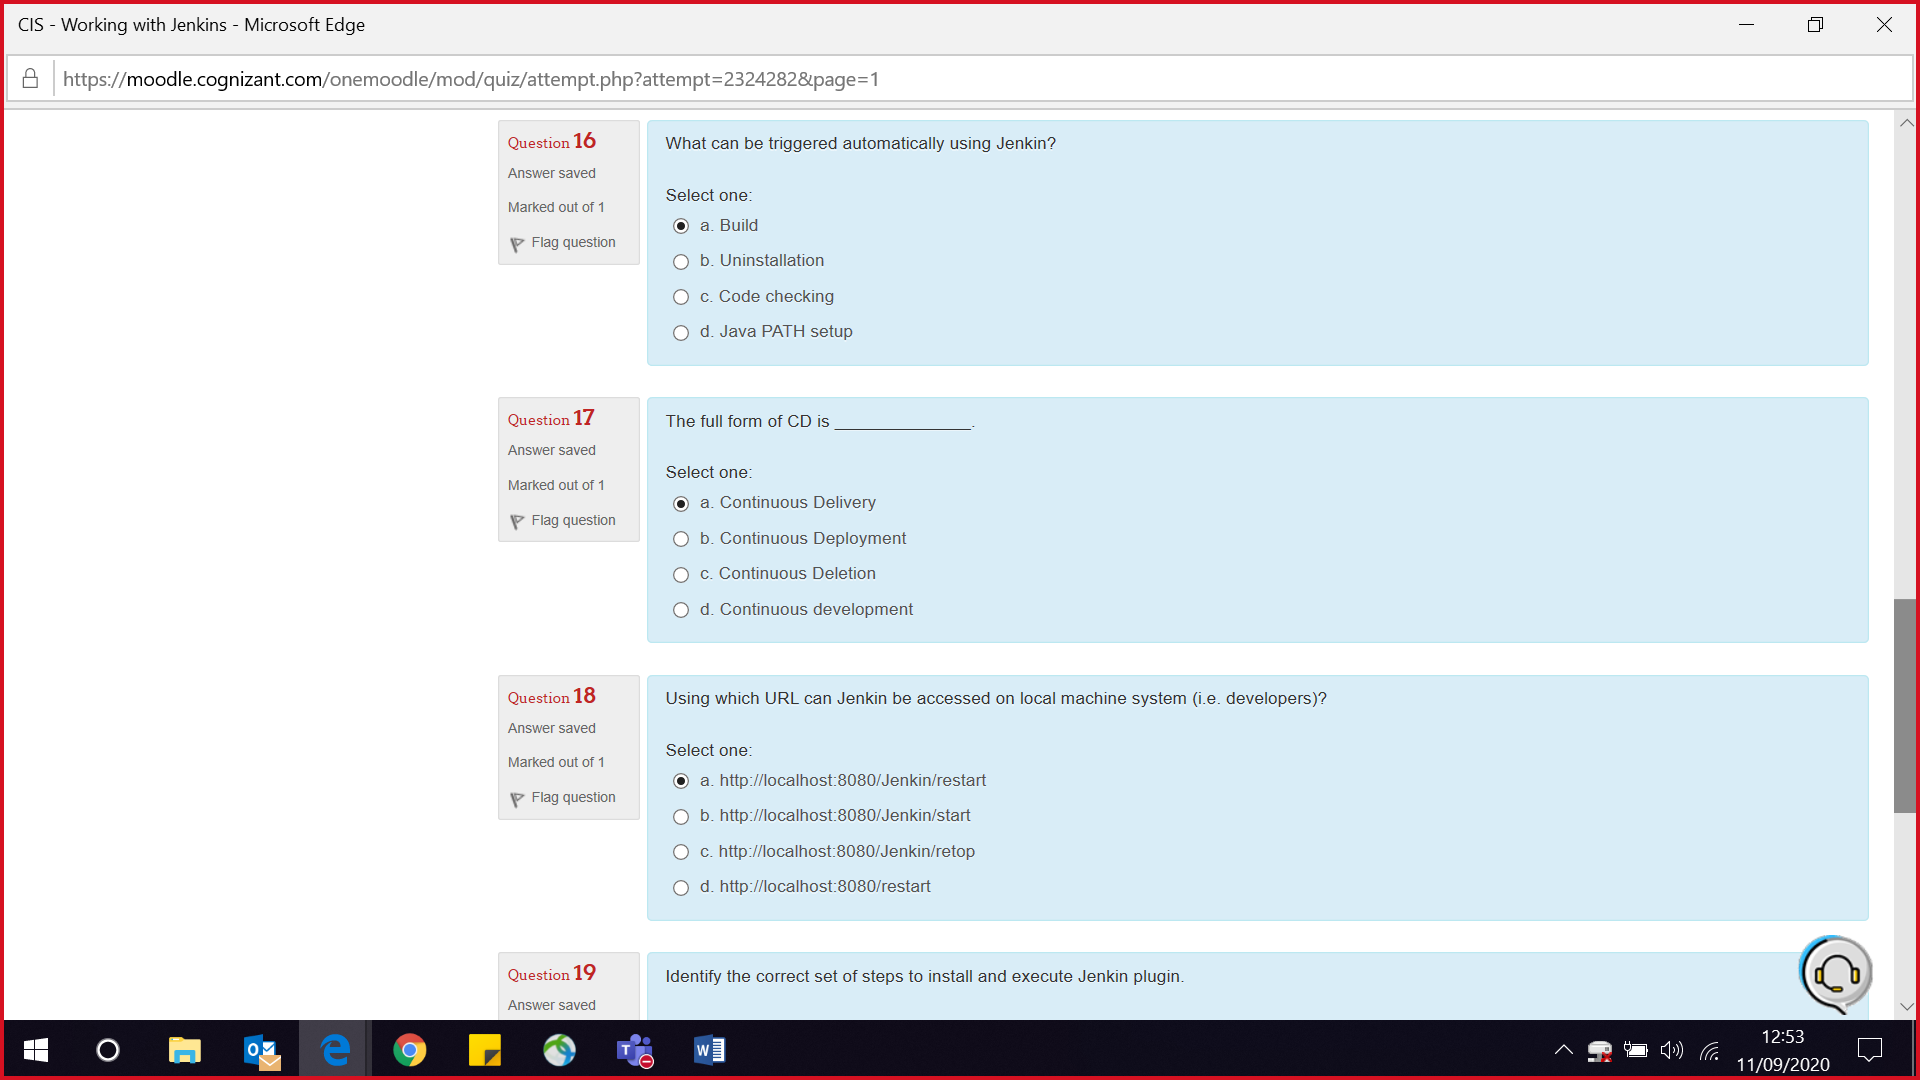 CIS - Working with Jenkins - Microsoft Edge
https://moodle.cognizant.com/onemoodle/mod/quiz/attempt.php?attempt=2324282&page=1
Question 16
Answer saved
Marked out of 1
Flag question
What can be triggered automatically using Jenkin?
Select one:
a. Build
b. Uninstallation
c. Code checking
d. Java PATH setup
Question 17
Answer saved
Marked out of 1
Flag question
The full form of CD is _______________.
Select one:
a. Continuous Delivery
b. Continuous Deployment
c. Continuous Deletion
d. Continuous development
Question 18
Answer saved
Marked out of 1
Flag question
Using which URL can Jenkin be accessed on local machine system (i.e. developers)?
Select one:
a. http://localhost:8080/Jenkin/restart
b. http://localhost:8080/Jenkin/start
c. http://localhost:8080/Jenkin/retop
d. http://localhost:8080/restart
Question 19
Answer saved
Identify the correct set of steps to install and execute Jenkin plugin.
12:53
11/09/2020